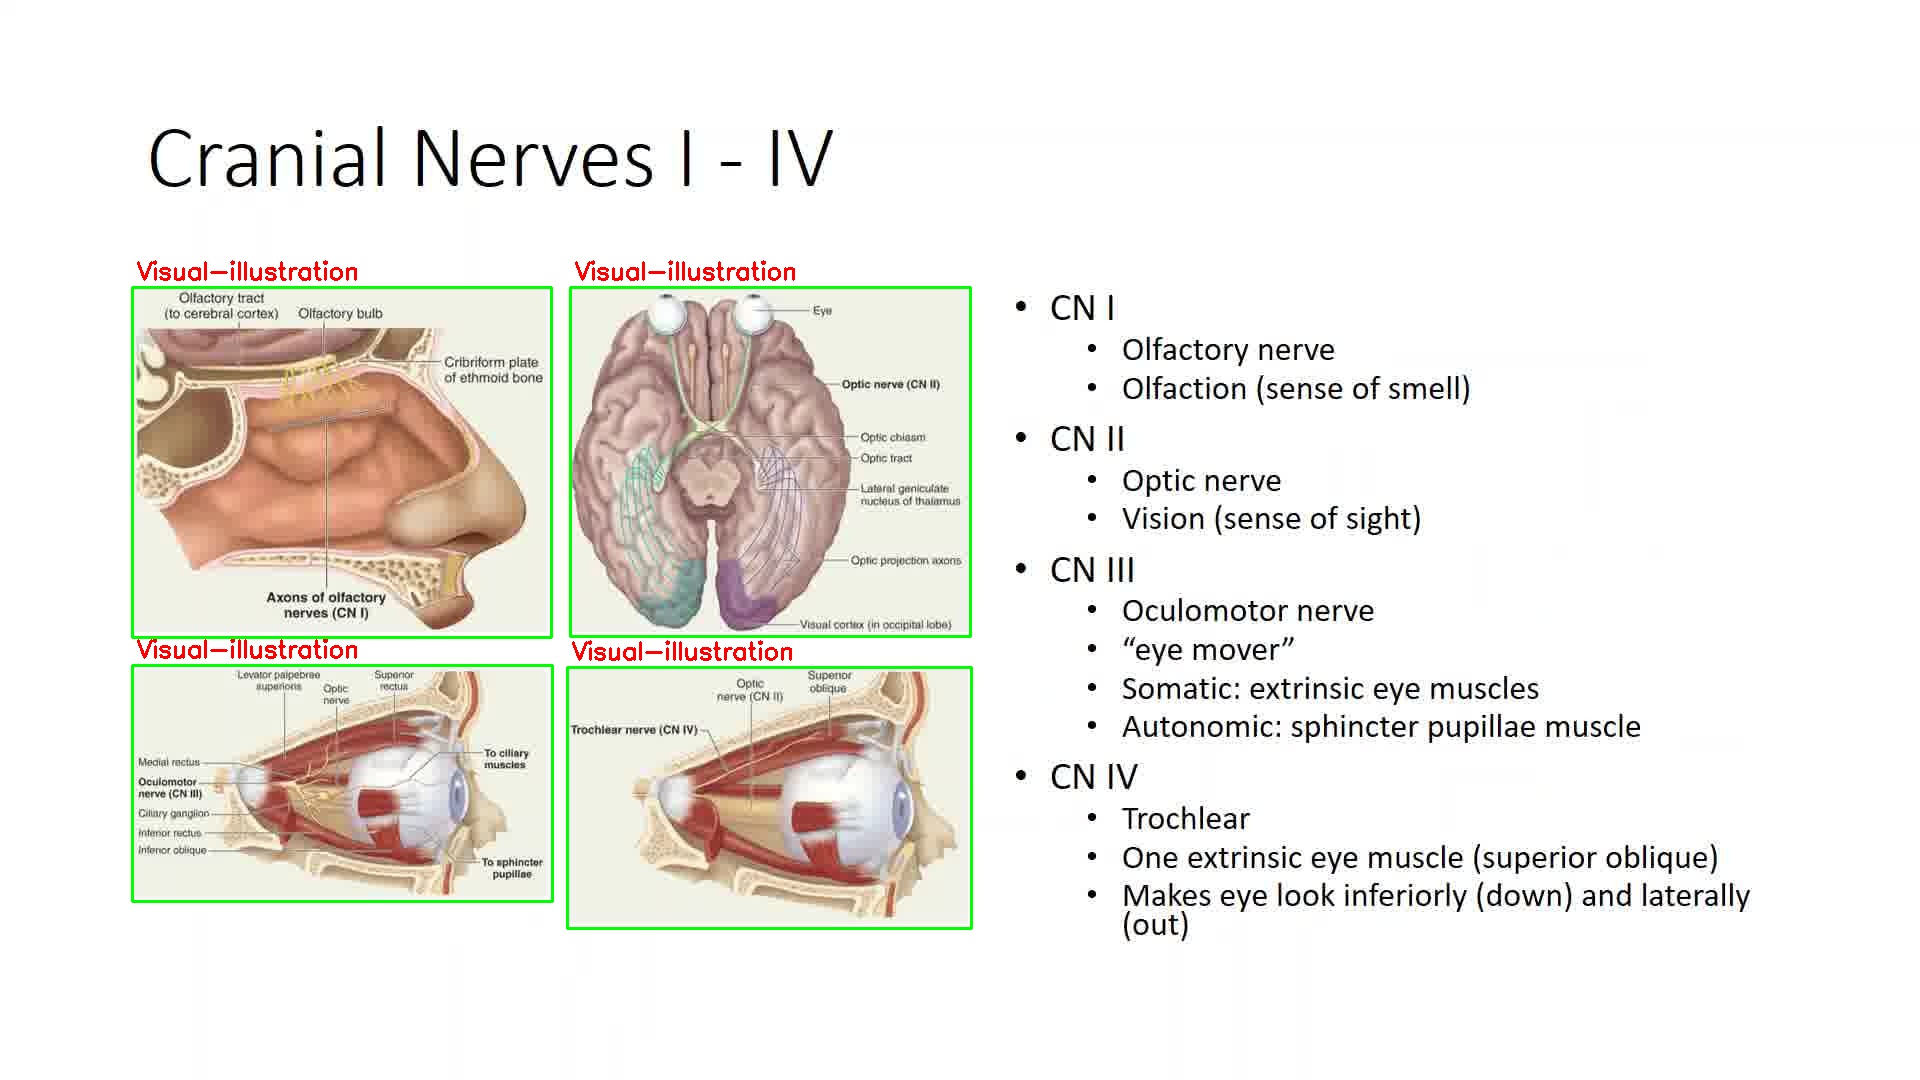 Cranial Nerves I - IV
Visual-illustration
Olfactory tract
(to cerebral cortex)
Olfactory bulb
Cribriform plate
of ethmoid bone
Axons of olfactory
nerves (CN I)
Visual-illustration
Eye
Optic nerve (CN II)
Optic chiasm
Optic tract
Lateral geniculate
nucleus of thalamus
Optic projection axons
Visual cortex (in occipital lobe)
Visual-illustration
Levator palpebrae
superioris
Optic
nerve
Superior
rectus
Medial rectus
Oculomotor
nerve (CN III)
Ciliary ganglion
Inferior rectus
Inferior oblique
To ciliary
muscles
To sphincter
pupillae
Visual-illustration
Optic
nerve (CN II)
Superior
oblique
Trochlear nerve (CN IV)
• CN I
• Olfactory nerve
• Olfaction (sense of smell)
• CN II
• Optic nerve
• Vision (sense of sight)
• CN III
• Oculomotor nerve
• “eye mover”
• Somatic: extrinsic eye muscles
• Autonomic: sphincter pupillae muscle
• CN IV
• Trochlear
• One extrinsic eye muscle (superior oblique)
• Makes eye look inferiorly (down) and laterally
(out)